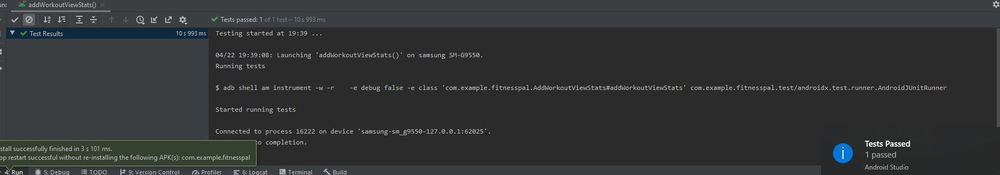 addWorkoutViewStats()
Tests passed: 1 of 1 test – 10 s 993 ms
Test Results 10 s 993 ms
Testing started at 19:39 ...
04/22 19:39:08: Launching 'addWorkoutViewStats()' on samsung SM-G9550.
Running tests
$ adb shell am instrument -w -r    -e debug false -e class 'com.example.fitnesspal.AddWorkoutViewStats#addWorkoutViewStats' com.example.fitnesspal.test/androidx.test.runner.AndroidJUnitRunner
Started running tests
Connected to process 16222 on device 'samsung-sm_g9550-127.0.0.1:62025'.
to completion.
stall successfully finished in 3 s 101 ms.
pp restart successful without re-installing the following APK(s): com.example.fitnesspal
Tests Passed
1 passed
Android Studio
4: Run 5: Debug TODO 9: Version Control Profiler 6: Logcat Terminal Build